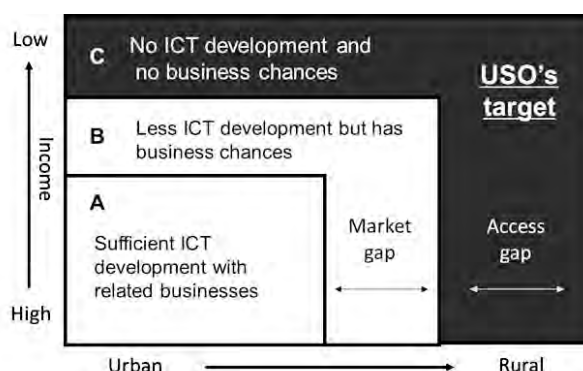 Low
Income
High
C
No ICT development and
no business chances
USO's
target
B
Less ICT development but has
business chances
A
Sufficient ICT
development with
related businesses
Market
gap
Access
gap
Urban
Rural